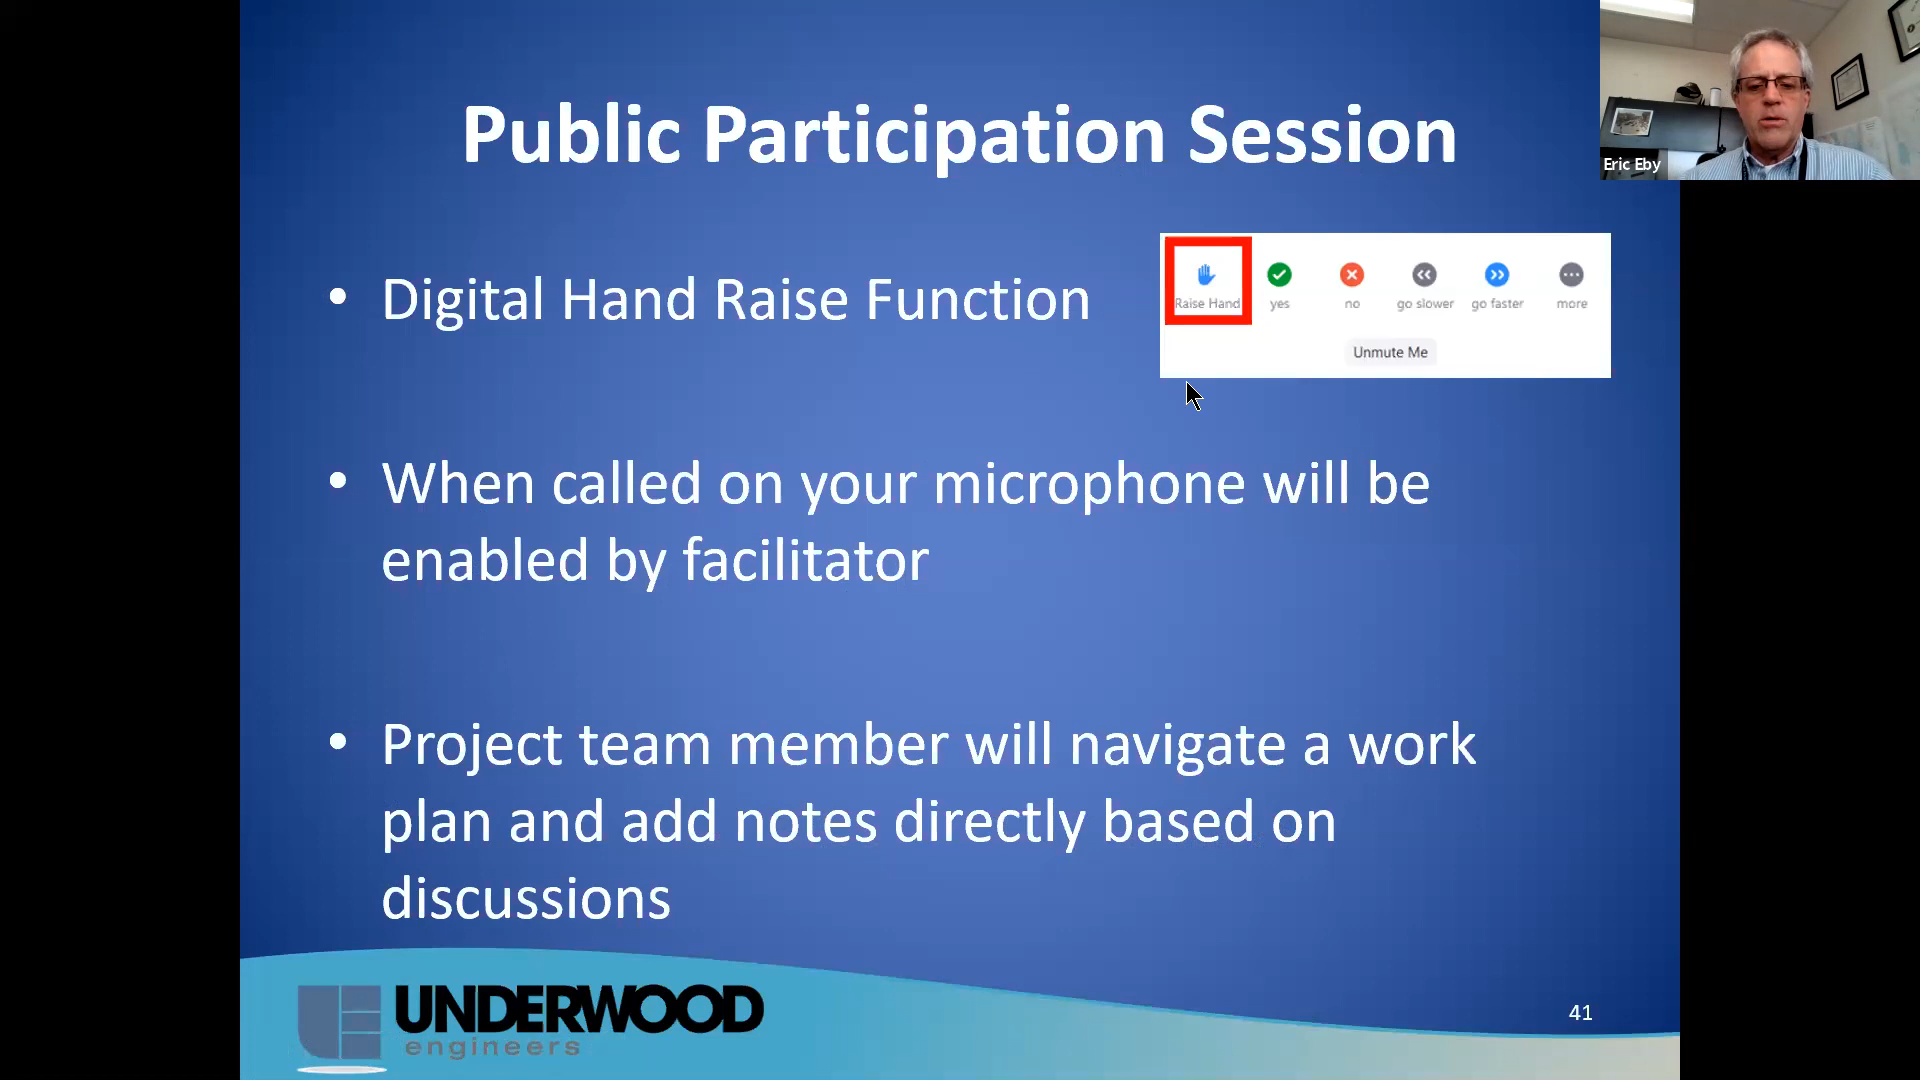 Public Participation Session
Eric Eby
• Digital Hand Raise Function
Raise Hand yes no go slower go faster more
Unmute Me
• When called on your microphone will be
enabled by facilitator
• Project team member will navigate a work
plan and add notes directly based on
discussions
UNDERWOOD
engineers
41